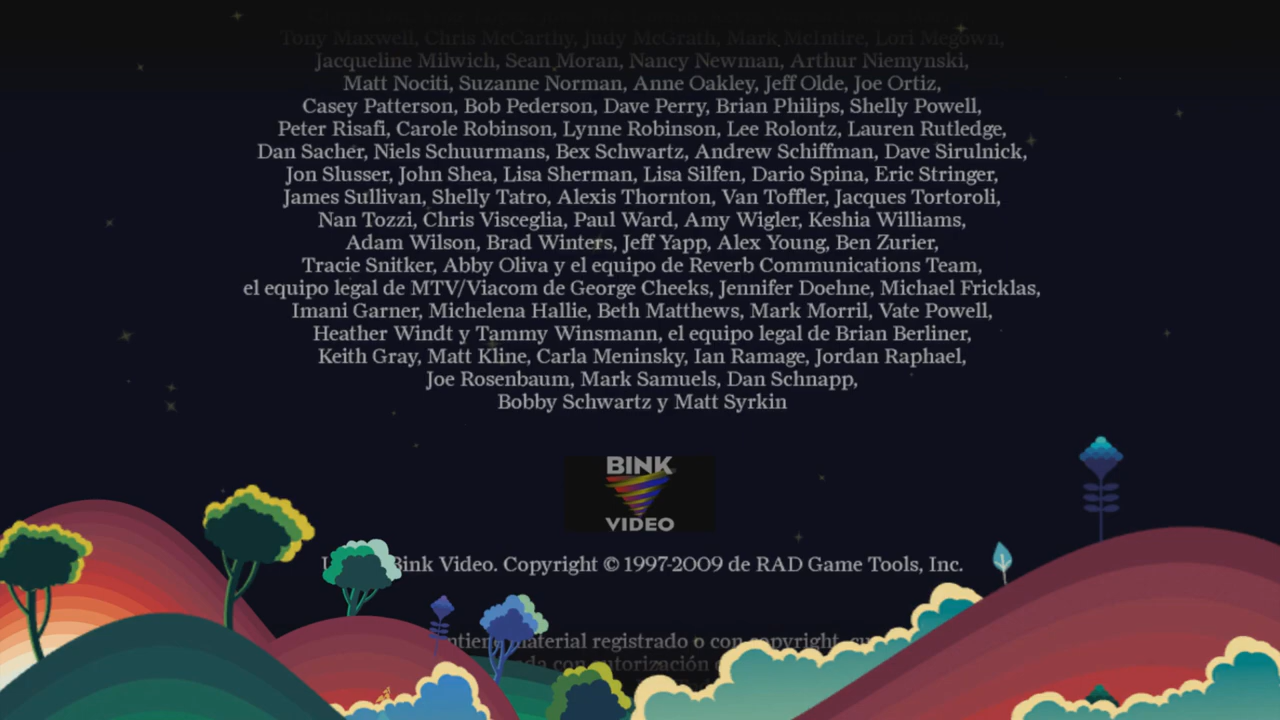 Tony Maxwell, Chris McCarthy, Judy McGrath, Mark McIntire, Lori Megown,
Jacqueline Milwich, Sean Moran, Nancy Newman, Arthur Niemynski,
Matt Nociti, Suzanne Norman, Anne Oakley, Jeff Olde, Joe Ortiz,
Casey Patterson, Bob Pederson, Dave Perry, Brian Philips, Shelly Powell,
Peter Risafi, Carole Robinson, Lynne Robinson, Lee Rolontz, Lauren Rutledge,
Dan Sacher, Niels Schuurmans, Bex Schwartz, Andrew Schiffman, Dave Sirulnick,
Jon Slusser, John Shea, Lisa Sherman, Lisa Silfen, Dario Spina, Eric Stringer,
James Sullivan, Shelly Tatro, Alexis Thornton, Van Toffler, Jacques Tortoroli,
Nan Tozzi, Chris Visceglia, Paul Ward, Amy Wigler, Keshia Williams,
Adam Wilson, Brad Winters, Jeff Yapp, Alex Young, Ben Zurier,
Tracie Snitker, Abby Oliva y el equipo de Reverb Communications Team,
el equipo legal de MTV/Viacom de George Cheeks, Jennifer Doehne, Michael Fricklas,
Imani Garner, Michelena Hallie, Beth Matthews, Mark Morril, Vate Powell,
Heather Windt y Tammy Winsmann, el equipo legal de Brian Berliner,
Keith Gray, Matt Kline, Carla Meninsky, Ian Ramage, Jordan Raphael,
Joe Rosenbaum, Mark Samuels, Dan Schnapp,
Bobby Schwartz y Matt Syrkin
BINK
VIDEO
Bink Video. Copyright © 1997-2009 de RAD Game Tools, Inc.
material registrado o con copyright,
con autorización